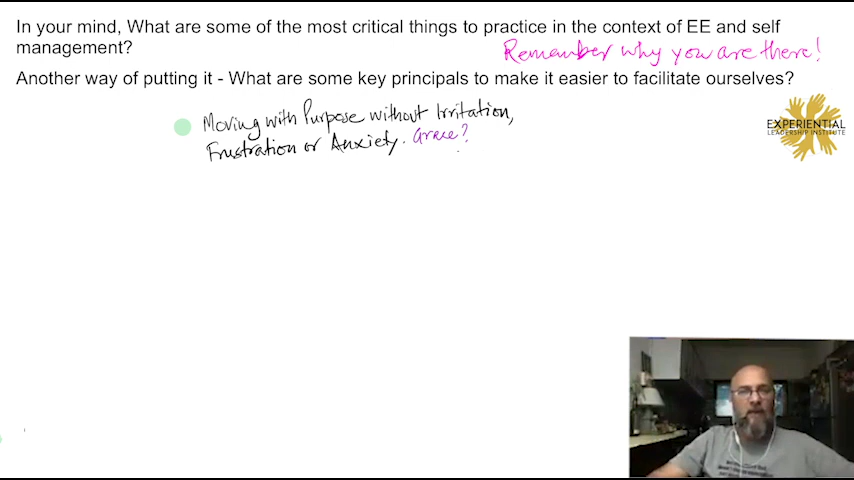 In your mind, What are some of the most critical things to practice in the context of EE and self
management?
Remember why you are there!
Another way of putting it - What are some key principals to make it easier to facilitate ourselves?
Moving with Purpose without Irritation,
Frustration or Anxiety. Grace?
EXPERIENTIAL
LEADERSHIP INSTITUTE